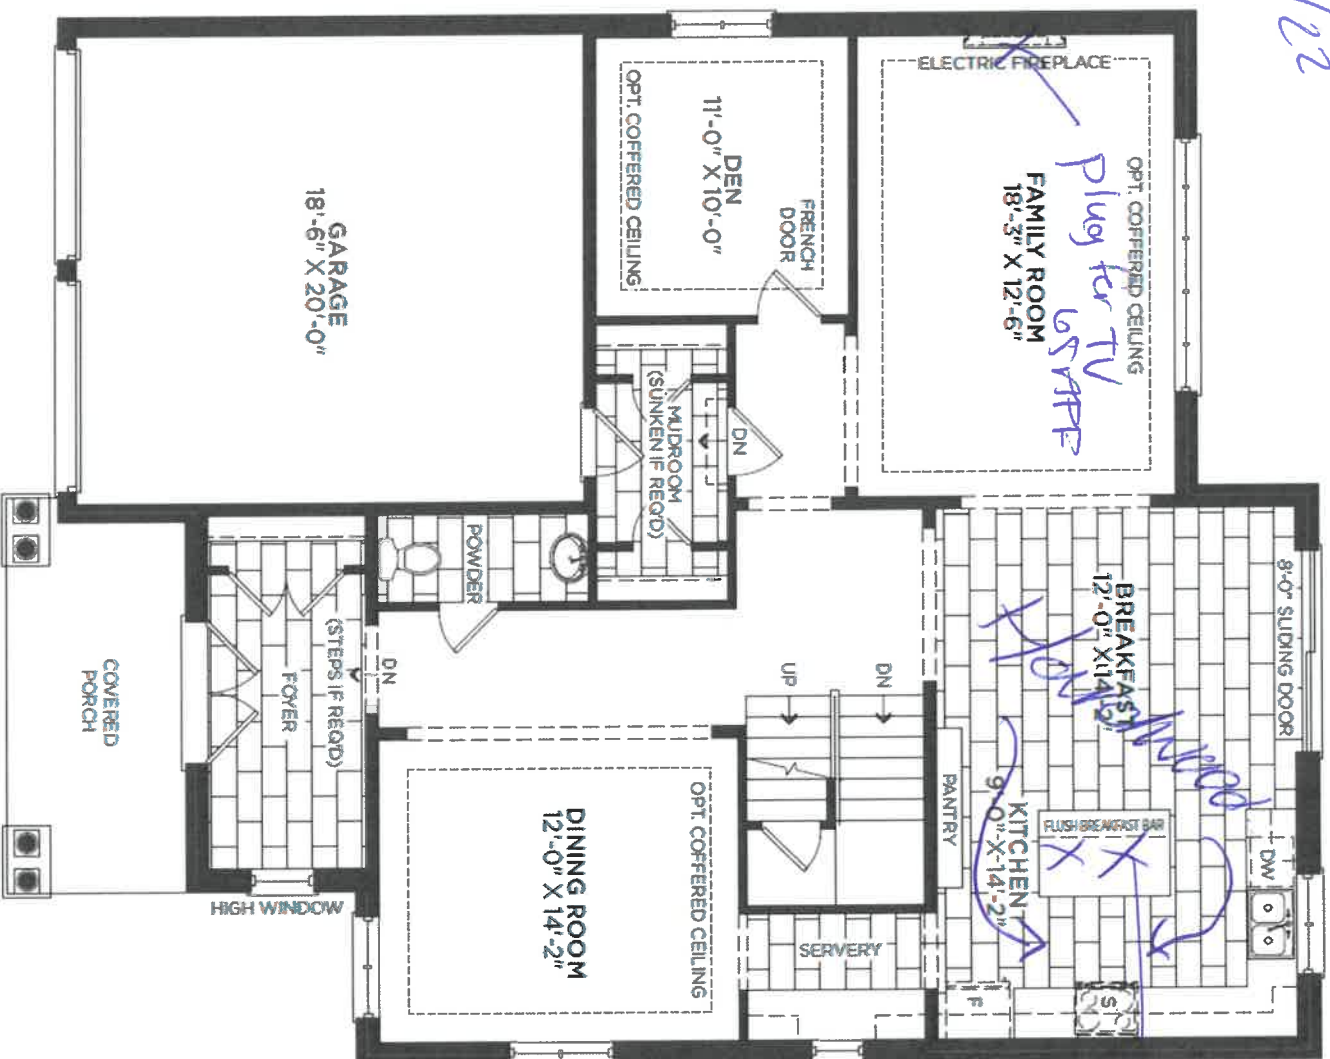 122
ELECTRIC FIREPLACE
OPT. COFFERED CEILING
FAMILY ROOM
18'-3" X 12'-6"
plug for TV
FRENCH
DOOR
DEN
11'-0" X 10'-0"
OPT. COFFERED CEILING
GARAGE
18'-6" X 20'-0"
DN
MUDROOM
(SUNKEN IF REQ'D)
POWDER
8'-0" SLIDING DOOR
BREAKFAST
12'-0" X 14'-2"
Hardwood
FLUSH BREAKFAST BAR
X X
DW
KITCHEN
9'-0" X 14'-2"
PANTRY
S
F
DN
UP
SERVERY
DN
(STEPS IF REQ'D)
FOYER
COVERED
PORCH
HIGH WINDOW
OPT. COFFERED CEILING
DINING ROOM
12'-0" X 14'-2"